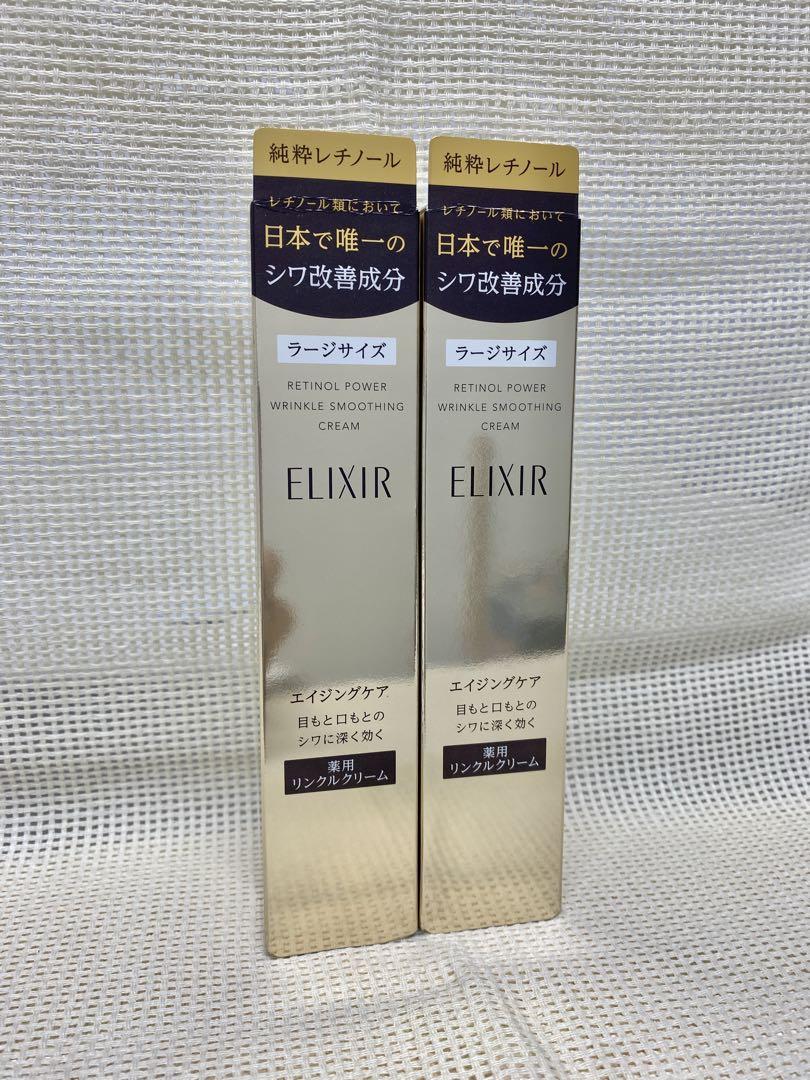 純粋レチノール
レチノール類において
日本で唯一の
シワ改善成分
ラージサイズ
RETINOL POWER
WRINKLE SMOOTHING
CREAM
ELIXIR
エイジングケア
目もと口もとの
シワに深く効く
薬用
リンクルクリーム
純粋レチノール
レチノール類において
日本で唯一の
シワ改善成分
ラージサイズ
RETINOL POWER
WRINKLE SMOOTHING
CREAM
ELIXIR
エイジングケア
目もと口もとの
シワに深く効く
薬用
リンクルクリーム